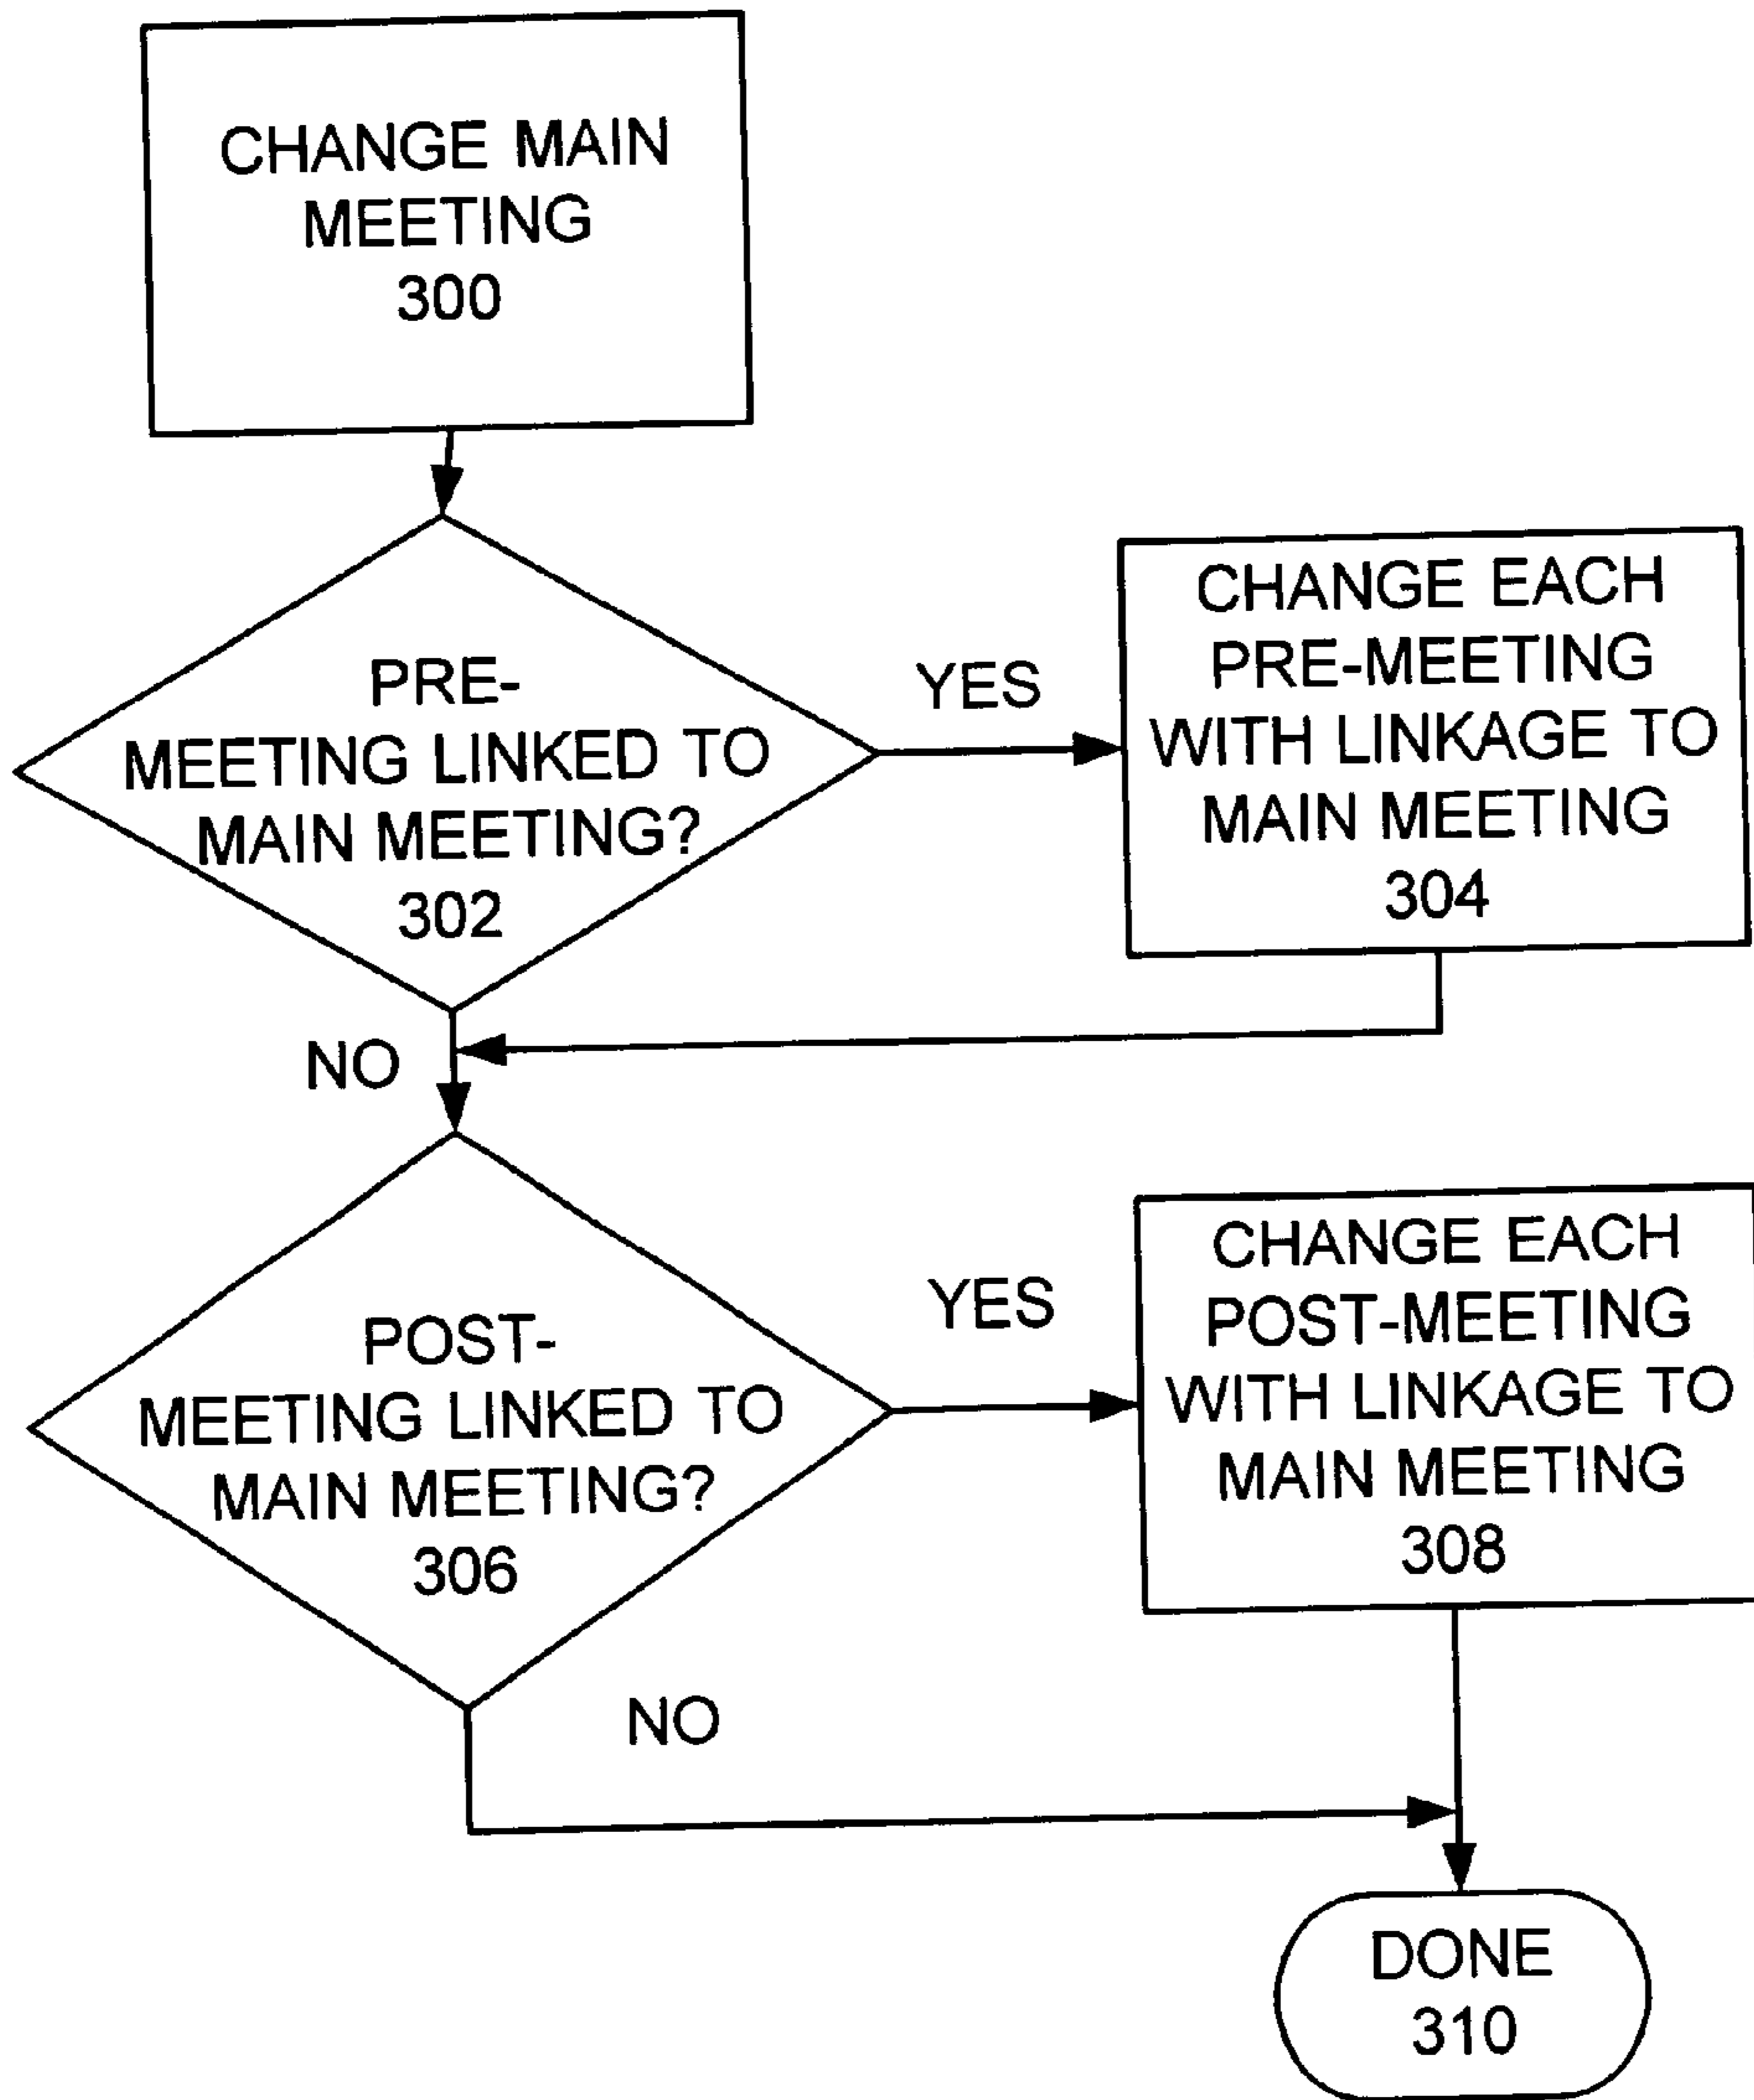 CHANGE MAIN
MEETING
300
PRE-
MEETING LINKED TO
MAIN MEETING?
302
YES
CHANGE EACH
PRE-MEETING
WITH LINKAGE TO
MAIN MEETING
304
NO
POST-
MEETING LINKED TO
MAIN MEETING?
306
YES
CHANGE EACH
POST-MEETING
WITH LINKAGE TO
MAIN MEETING
308
NO
DONE
310